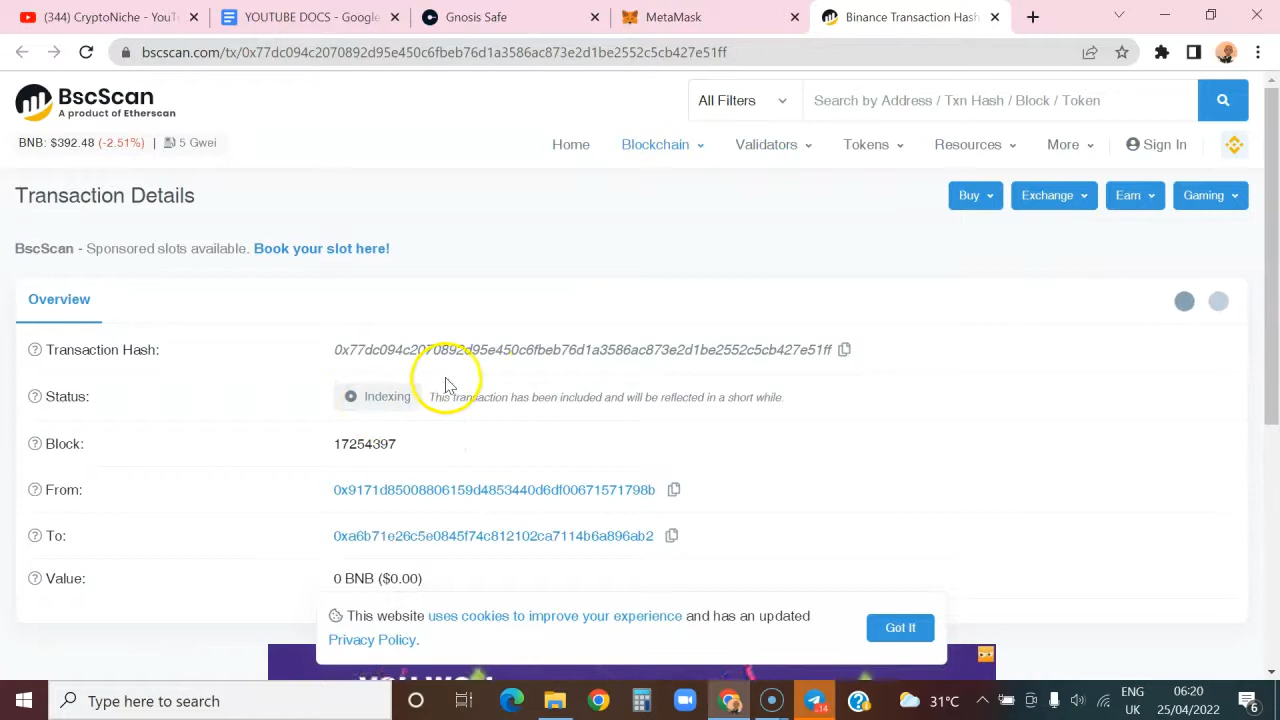 (344) CryptoNiche - YouT
YOUTUBE DOCS - Google
Gnosis Safe
MetaMask
Binance Transaction Hash
bscscan.com/tx/0x77dc094c2070892d95e450c6fbeb76d1a3586ac873e2d1be2552c5cb427e51ff
BscScan
A product of Etherscan
All Filters
Search by Address / Txn Hash / Block / Token
BNB: $392.48 (-2.51%) | 5 Gwei
Home Blockchain Validators Tokens Resources More Sign In
Transaction Details
Buy Exchange Earn Gaming
BscScan - Sponsored slots available. Book your slot here!
Overview
Transaction Hash: 0x77dc094c2070892d95e450c6fbeb76d1a3586ac873e2d1be2552c5cb427e51ff
Status: Indexing This transaction has been included and will be reflected in a short while.
Block: 17254397
From: 0x9171d85008806159d4853440d6df00671571798b
To: 0xa6b71e26c5e0845f74c812102ca7114b6a896ab2
Value: 0 BNB ($0.00)
This website uses cookies to improve your experience and has an updated
Privacy Policy.
Got It
Type here to search
14
31°C
ENG
UK
06:20
25/04/2022
6